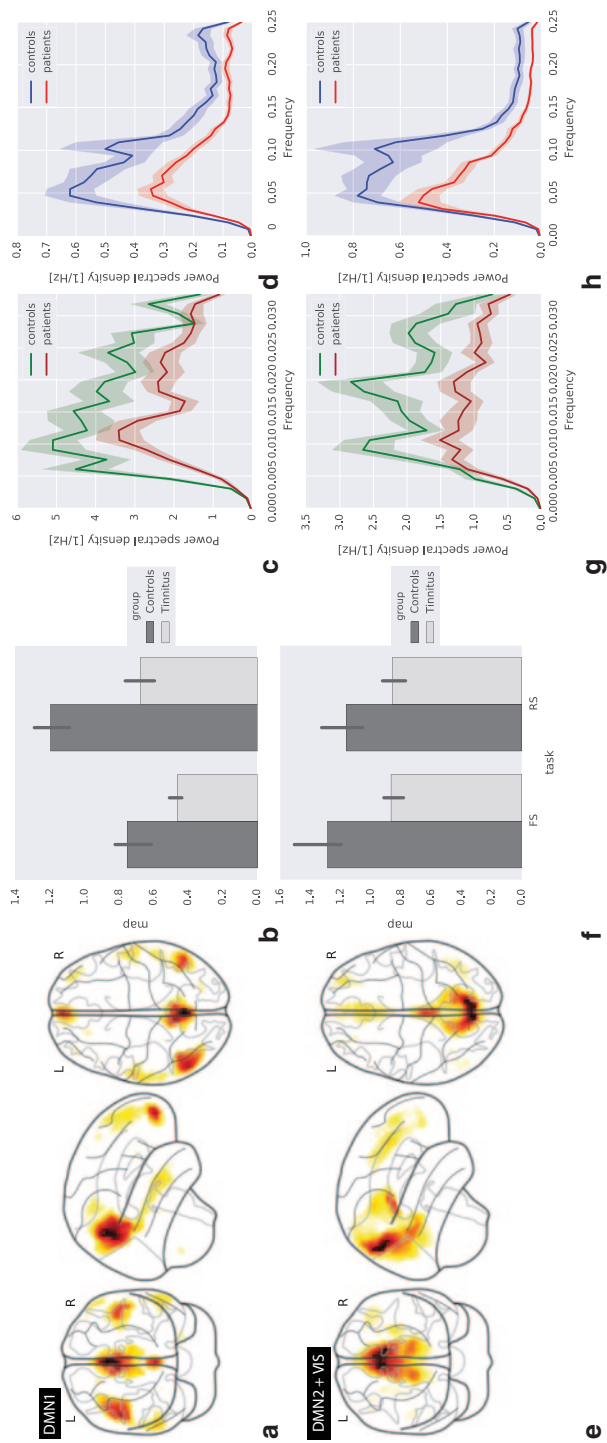 DMN1
L
R
L
R
a
map
1.4
1.2
1.0
0.8
0.6
0.4
0.2
0.0
group
Controls
Tinnitus
b
Power spectral density [1/Hz]
6
5
4
3
2
1
0
controls
patients
0.000 0.005 0.010 0.015 0.020 0.025 0.030
Frequency
c
Power spectral density [1/Hz]
0.8
0.7
0.6
0.5
0.4
0.3
0.2
0.1
0.0
controls
patients
0 0.05 0.10 0.15 0.20 0.25
Frequency
d
DMN2 + VIS
L
R
L
R
e
map
1.6
1.4
1.2
1.0
0.8
0.6
0.4
0.2
0.0
group
Controls
Tinnitus
FS RS
task
f
Power spectral density [1/Hz]
3.5
3.0
2.5
2.0
1.5
1.0
0.5
0.0
controls
patients
0.000 0.005 0.010 0.015 0.020 0.025 0.030
Frequency
g
Power spectral density [1/Hz]
1.0
0.8
0.6
0.4
0.2
0.0
controls
patients
0.00 0.05 0.10 0.15 0.20 0.25
Frequency
h